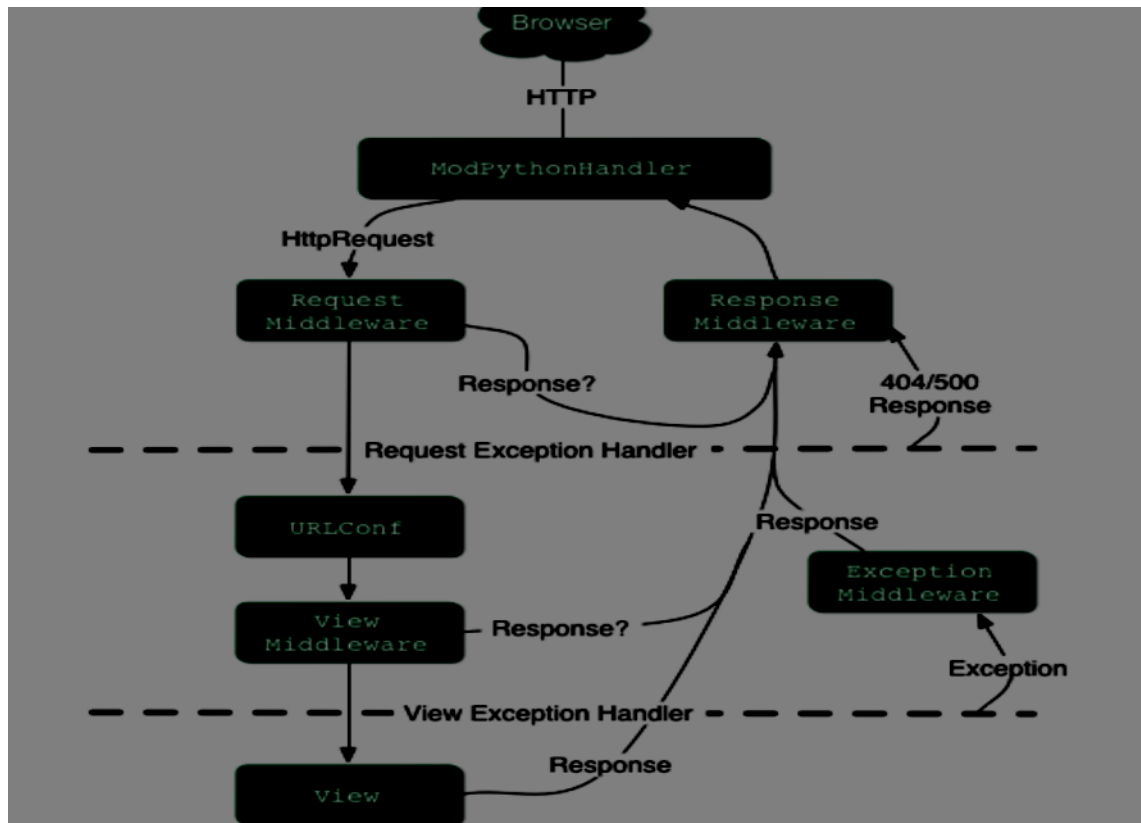 Browser
HTTP
ModPythonHandler
HttpRequest
Request
Middleware
Response
Middleware
Response?
404/500
Response
Request Exception Handler
URLConf
Response
Exception
Middleware
View
Middleware
Response?
Exception
View Exception Handler
Response
View